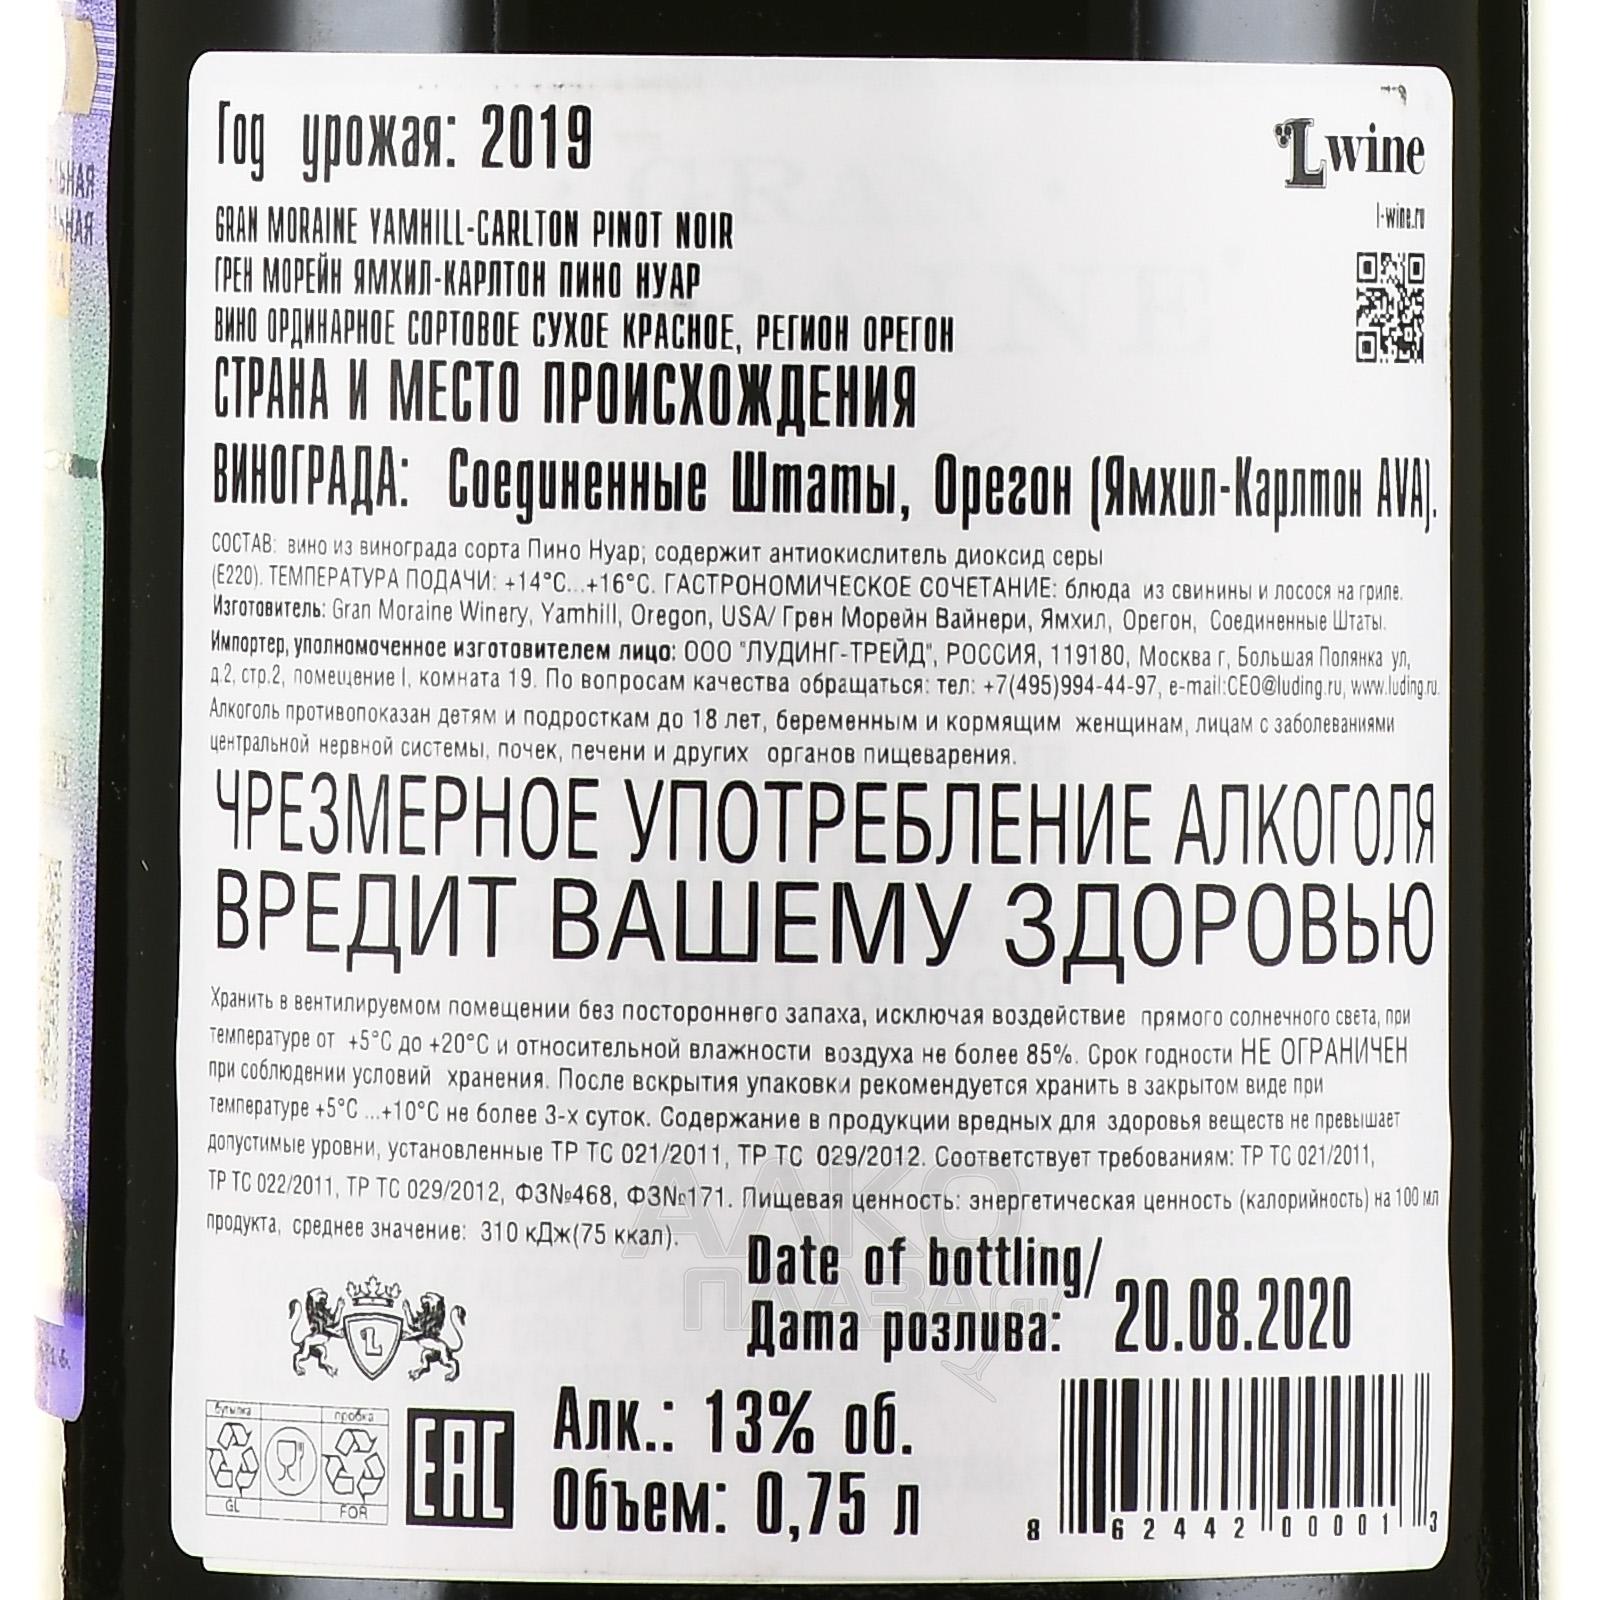 Год урожая: 2019
Lwine
l-wine.ru
GRAN MORAINE YAMHILL-CARLTON PINOT NOIR
ГРЕН МОРЕЙН ЯМХИЛ-КАРЛТОН ПИНО НУАР
ВИНО ОРДИНАРНОЕ СОРТОВОЕ СУХОЕ КРАСНОЕ, РЕГИОН ОРЕГОН
СТРАНА И МЕСТО ПРОИСХОЖДЕНИЯ
ВИНОГРАДА: Соединенные Штаты, Орегон (Ямхил-Карлтон AVA).
СОСТАВ: вино из винограда сорта Пино Нуар; содержит антиокислитель диоксид серы
(Е220). ТЕМПЕРАТУРА ПОДАЧИ: +14°С...+16°С. ГАСТРОНОМИЧЕСКОЕ СОЧЕТАНИЕ: блюда из свинины и лосося на гриле.
Изготовитель: Gran Moraine Winery, Yamhill, Oregon, USA/ Грен Морейн Вайнери, Ямхил, Орегон, Соединенные Штаты.
Импортер, уполномоченное изготовителем лицо: ООО "ЛУДИНГ-ТРЕЙД", РОССИЯ, 119180, Москва г, Большая Полянка ул,
д.2, стр.2, помещение I, комната 19. По вопросам качества обращаться: тел: +7(495)994-44-97, e-mail:CEO@luding.ru, www.luding.ru.
Алкоголь противопоказан детям и подросткам до 18 лет, беременным и кормящим женщинам, лицам с заболеваниями
центральной нервной системы, почек, печени и других органов пищеварения.
ЧРЕЗМЕРНОЕ УПОТРЕБЛЕНИЕ АЛКОГОЛЯ
ВРЕДИТ ВАШЕМУ ЗДОРОВЬЮ
Хранить в вентилируемом помещении без постороннего запаха, исключая воздействие прямого солнечного света, при
температуре от +5°С до +20°С и относительной влажности воздуха не более 85%. Срок годности НЕ ОГРАНИЧЕН
при соблюдении условий хранения. После вскрытия упаковки рекомендуется хранить в закрытом виде при
температуре +5°С ...+10°С не более 3-х суток. Содержание в продукции вредных для здоровья веществ не превышает
допустимые уровни, установленные ТР ТС 021/2011, ТР ТС 029/2012. Соответствует требованиям: ТР ТС 021/2011,
ТР ТС 022/2011, ТР ТС 029/2012, ФЗ№468, ФЗ№171. Пищевая ценность: энергетическая ценность (калорийность) на 100 мл
продукта, среднее значение: 310 кДж(75 ккал).
АЛКО
ПЛАЗА
Date of bottling/
Дата розлива: 20.08.2020
L
бутылка пробка
GL FOR
EAC
Алк.: 13% об.
Объем: 0,75 л
8 62442 00001 3